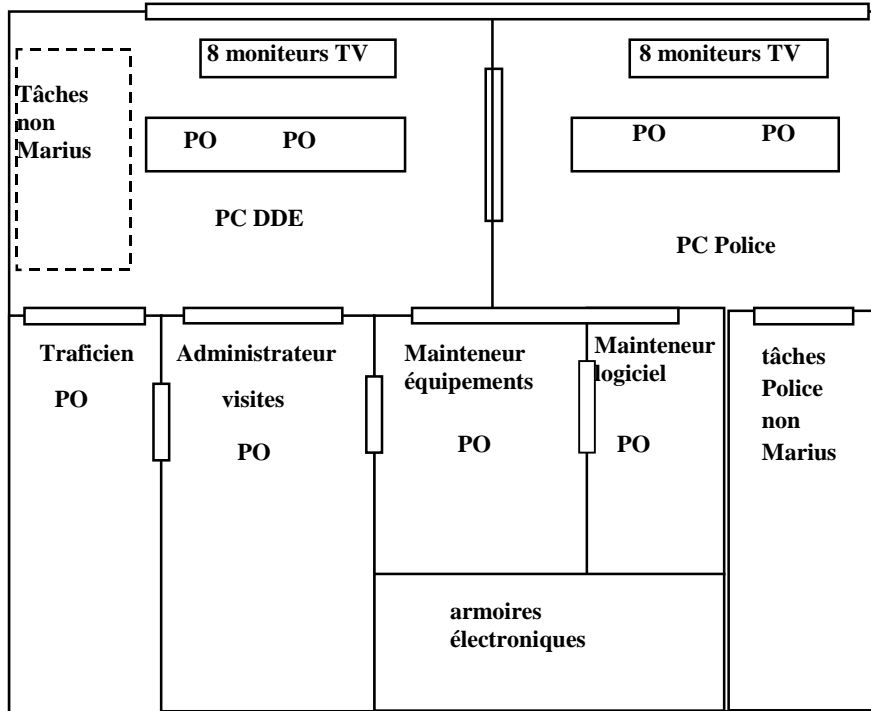 8 moniteurs TV
8 moniteurs TV
Tâches
non
Marius
PO PO
PO PO
PC DDE
PC Police
Traficien
PO
Administrateur
visites
PO
Mainteneur
équipements
PO
Mainteneur
logiciel
PO
tâches
Police
non
Marius
armoires
électroniques